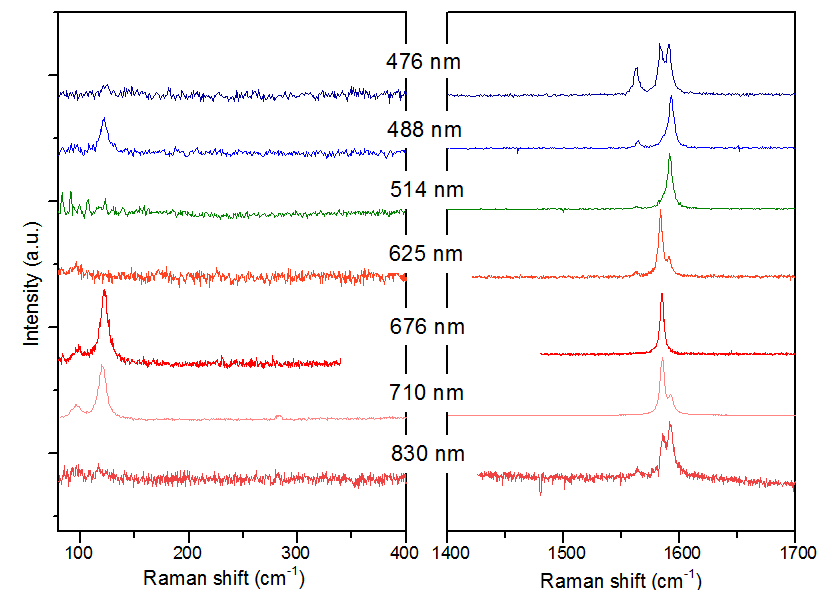 476 nm
488 nm
514 nm
625 nm
676 nm
710 nm
830 nm
Intensity (a.u.)
100 200 300 400
1400 1500 1600 1700
Raman shift (cm⁻¹)
Raman shift (cm⁻¹)